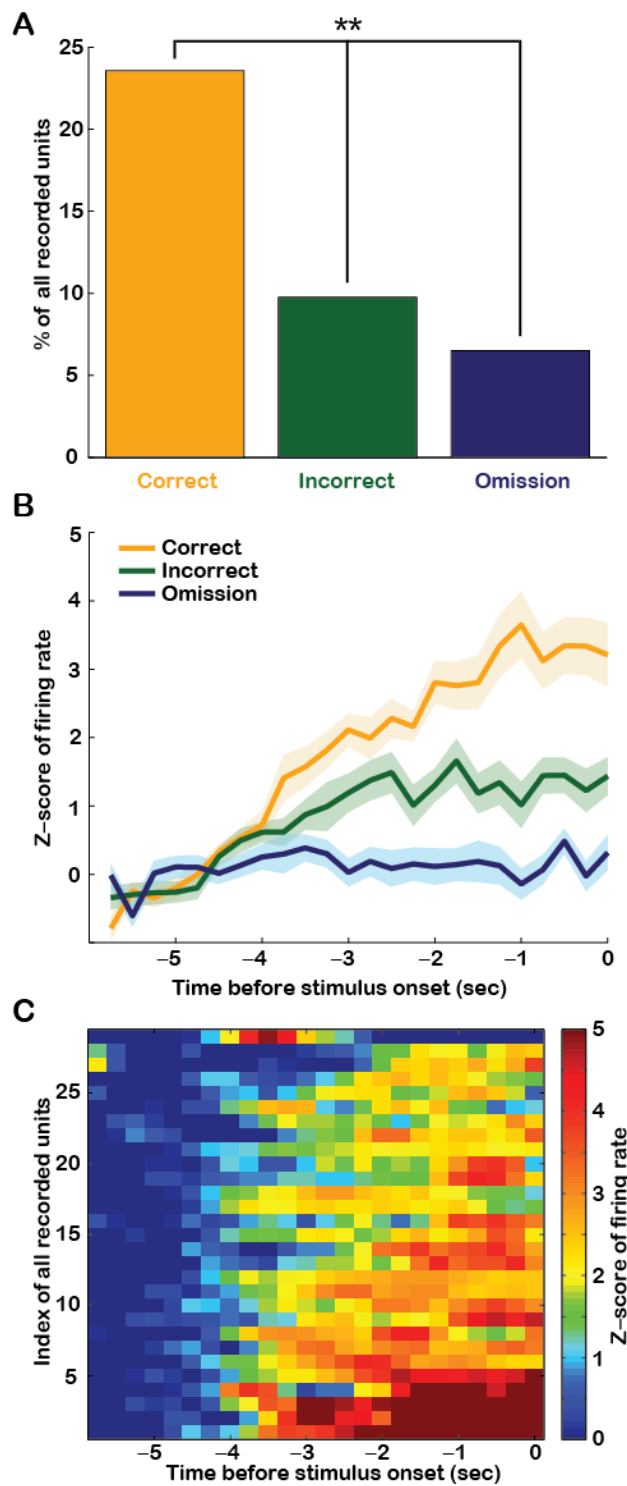 A
**
25
20
15
10
5
0
% of all recorded units
Correct
Incorrect
Omission
B
5
4
3
2
1
0
Z-score of firing rate
Correct
Incorrect
Omission
−5 −4 −3 −2 −1 0
Time before stimulus onset (sec)
C
25
20
15
10
5
Index of all recorded units
−5 −4 −3 −2 −1 0
Time before stimulus onset (sec)
5
4
3
2
1
0
Z-score of firing rate